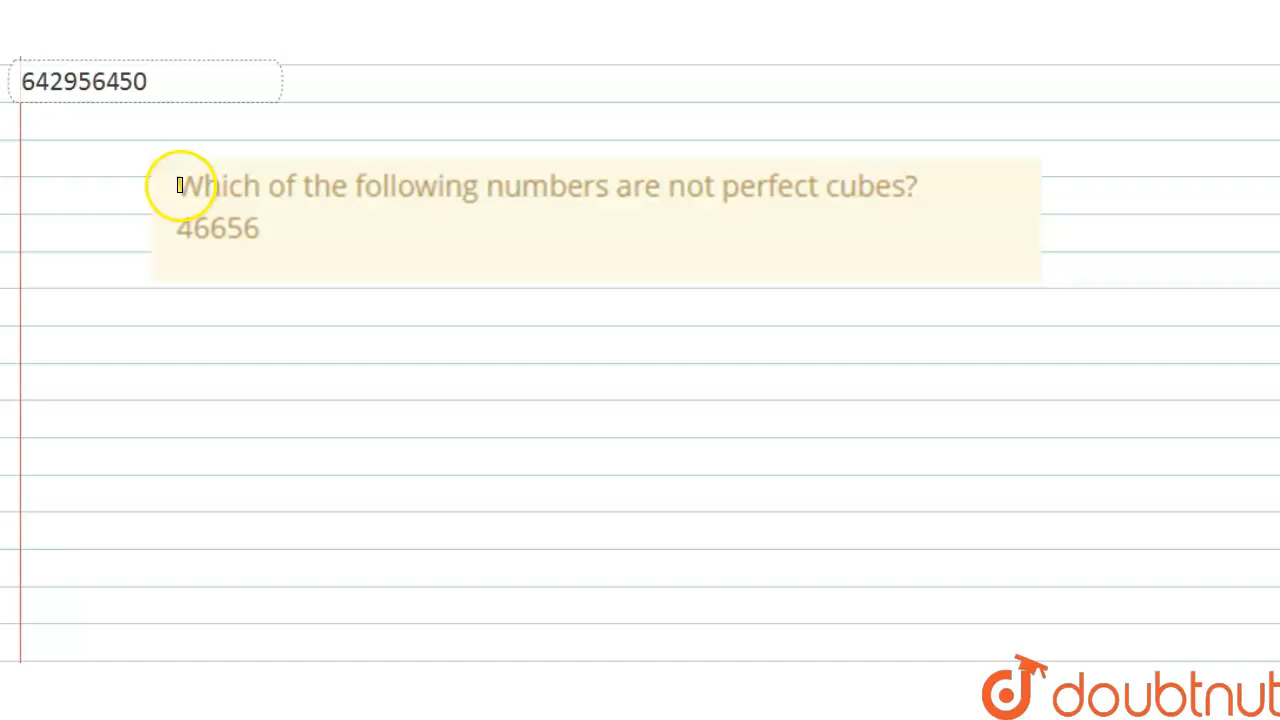 642956450
Which of the following numbers are not perfect cubes?
46656
doubtnut